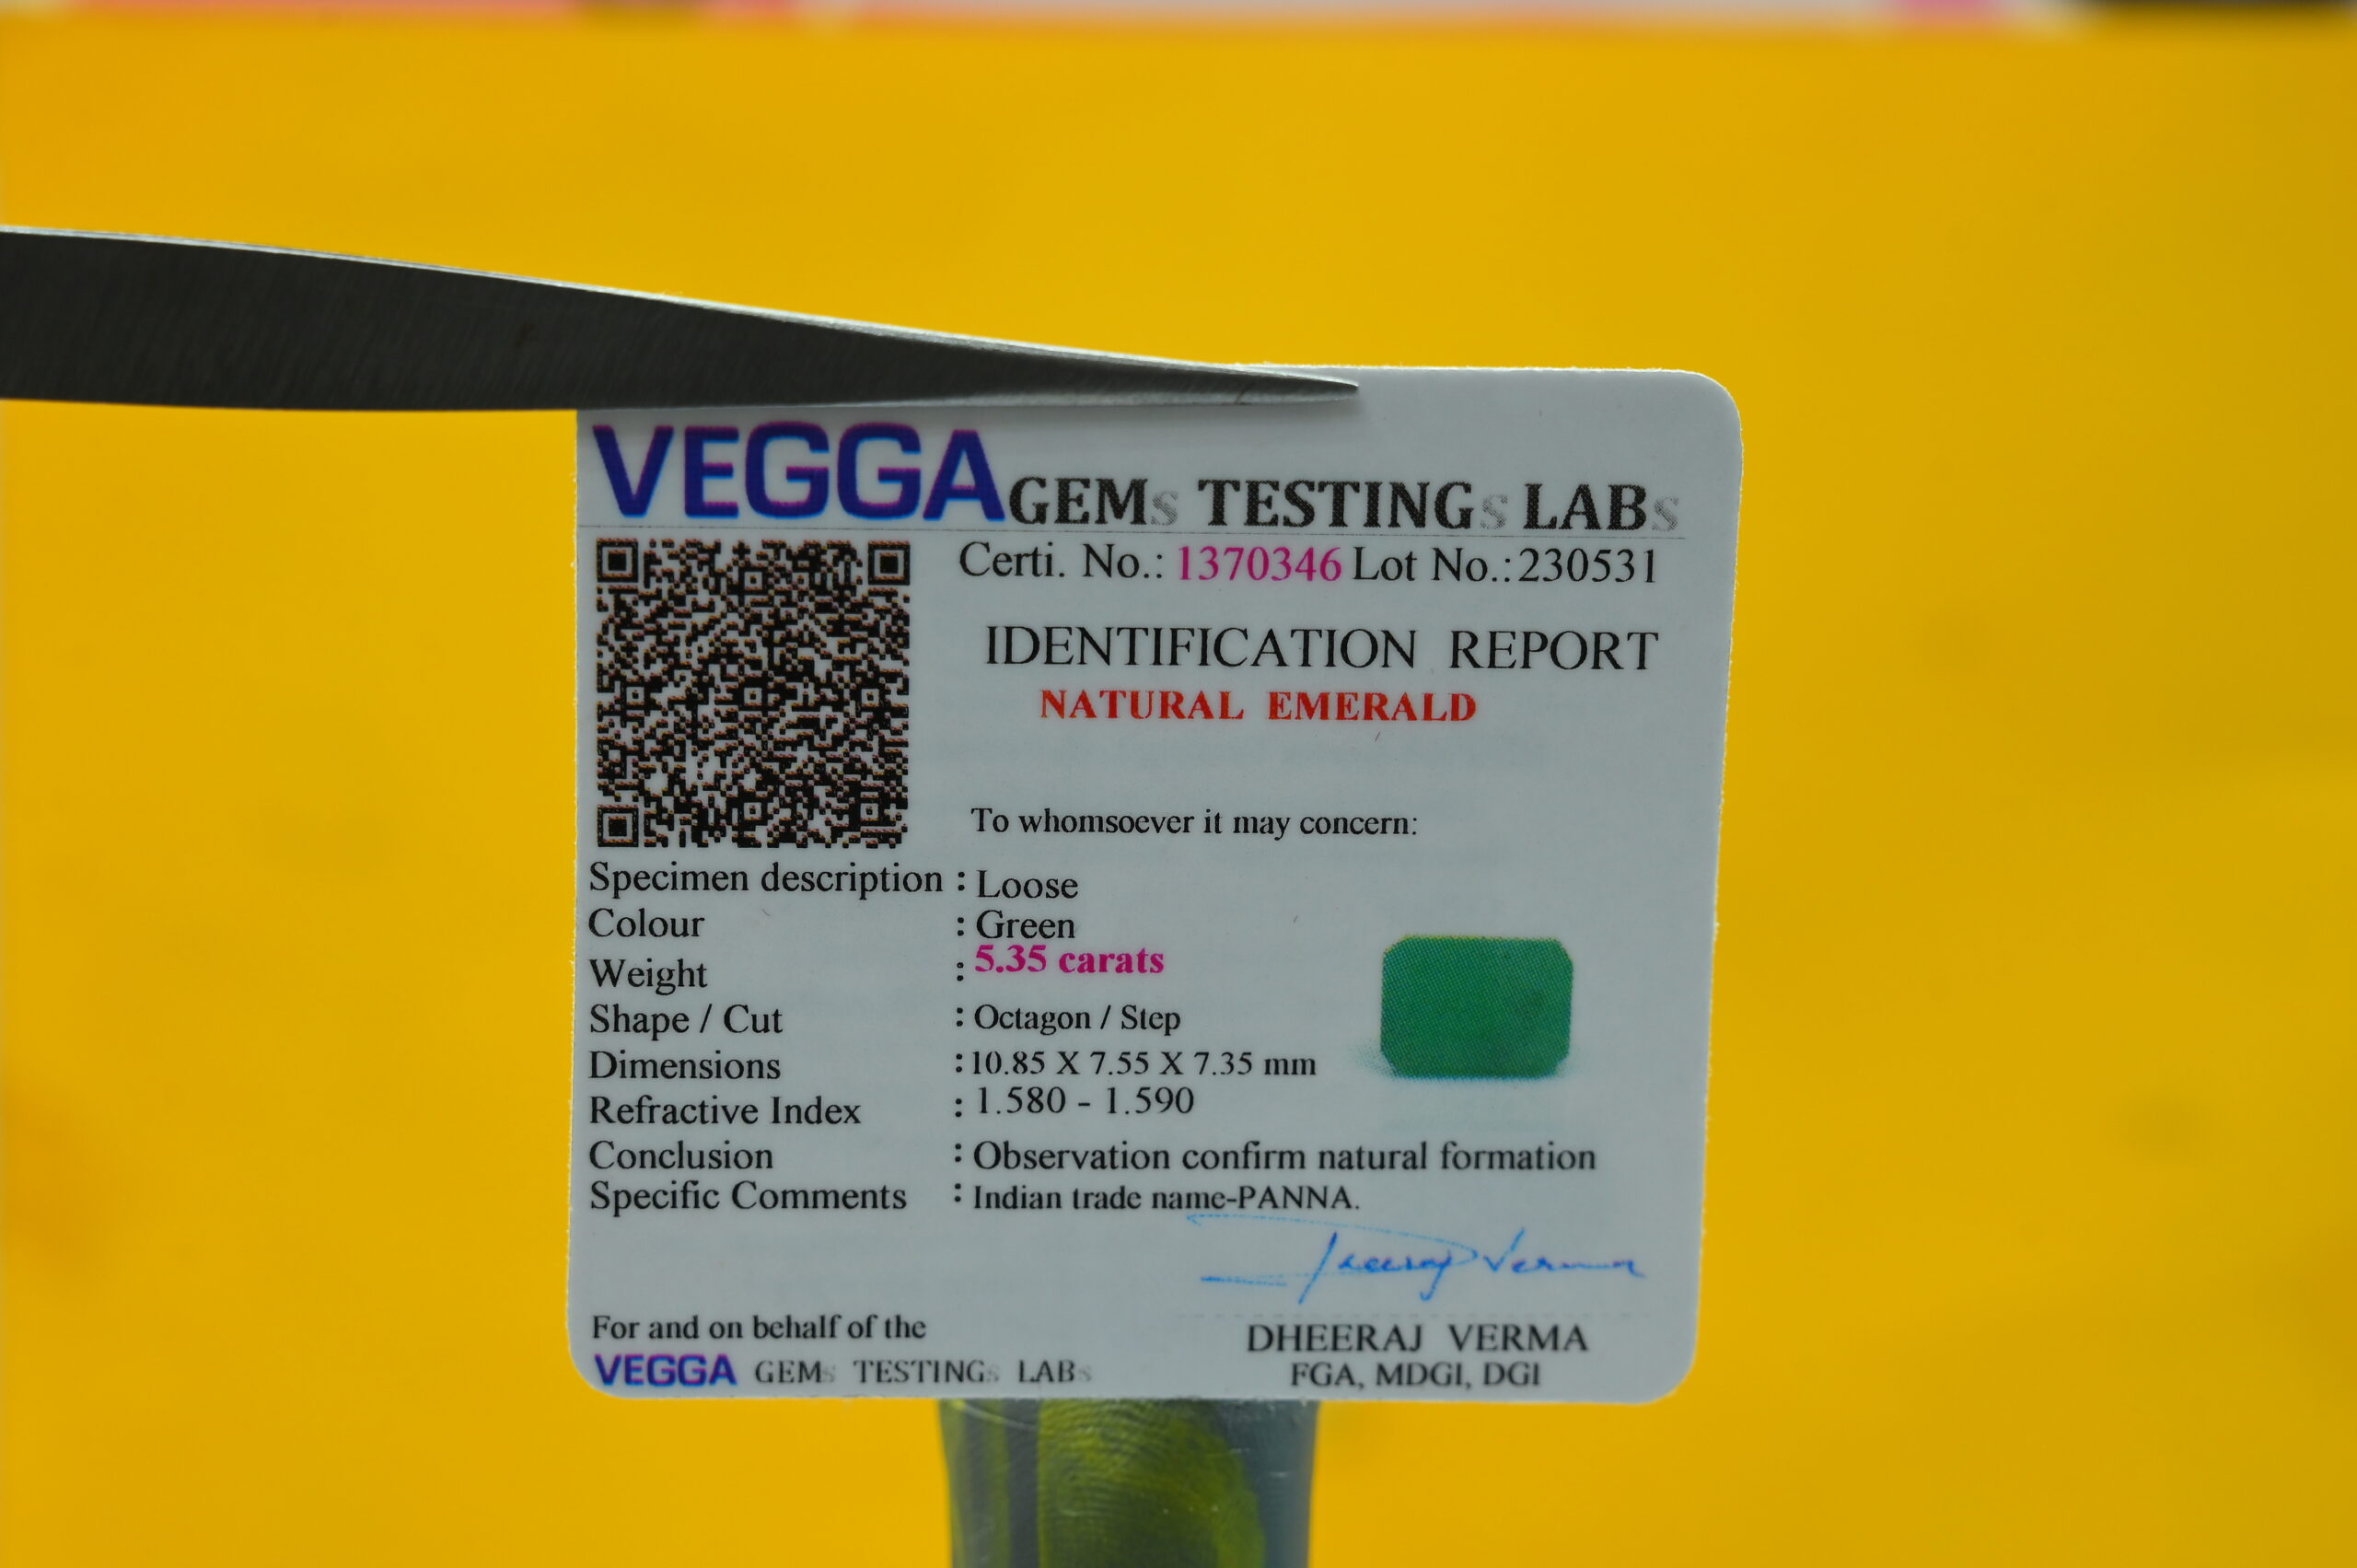 VEGGA GEMs TESTINGs LABs
Certi. No.: 1370346 Lot No.:230531
IDENTIFICATION REPORT
NATURAL EMERALD
To whomsoever it may concern:
Specimen description : Loose
Colour : Green
Weight : 5.35 carats
Shape / Cut : Octagon / Step
Dimensions : 10.85 X 7.55 X 7.35 mm
Refractive Index : 1.580 - 1.590
Conclusion : Observation confirm natural formation
Specific Comments : Indian trade name-PANNA.
Dheeraj Verma
For and on behalf of the
VEGGA GEMs TESTINGs LABs
DHEERAJ VERMA
FGA, MDGI, DGI